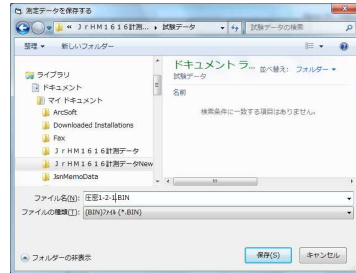 測定データを保存する
« ＪｒＨＭ１６１６計測... ▸ 試験データ
試験データの検索
整理 ▼ 新しいフォルダー
ライブラリ
ドキュメント
マイ ドキュメント
ArcSoft
Downloaded Installations
Fax
ＪｒＨＭ１６１６計測データ
ＪｒＨＭ１６１６計測データNew
JsnMemoData
ドキュメント ラ...
試験データ
並べ替え: フォルダー ▼
名前
検索条件に一致する項目はありません。
ファイル名(N): 圧密1-2-1.BIN
ファイルの種類(T): (BIN)ﾌｧｲﾙ (*.BIN)
フォルダーの非表示
保存(S)
キャンセル